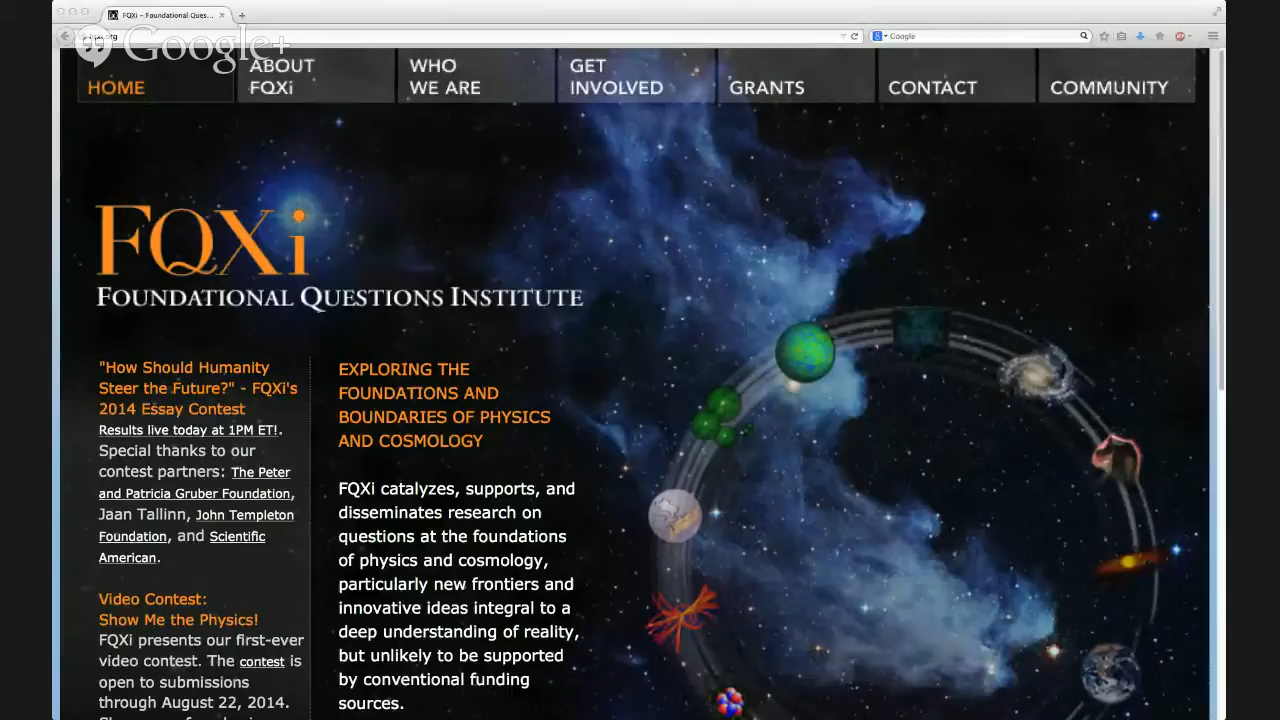 FQXi – Foundational Ques...
Google+
Google
HOME
ABOUT
FQXi
WHO
WE ARE
GET
INVOLVED
GRANTS
CONTACT
COMMUNITY
FQXi
FOUNDATIONAL QUESTIONS INSTITUTE
"How Should Humanity
Steer the Future?" - FQXi's
2014 Essay Contest
Results live today at 1PM ET!.
Special thanks to our
contest partners: The Peter
and Patricia Gruber Foundation,
Jaan Tallinn, John Templeton
Foundation, and Scientific
American.
Video Contest:
Show Me the Physics!
FQXi presents our first-ever
video contest. The contest is
open to submissions
through August 22, 2014.
EXPLORING THE
FOUNDATIONS AND
BOUNDARIES OF PHYSICS
AND COSMOLOGY
FQXi catalyzes, supports, and
disseminates research on
questions at the foundations
of physics and cosmology,
particularly new frontiers and
innovative ideas integral to a
deep understanding of reality,
but unlikely to be supported
by conventional funding
sources.